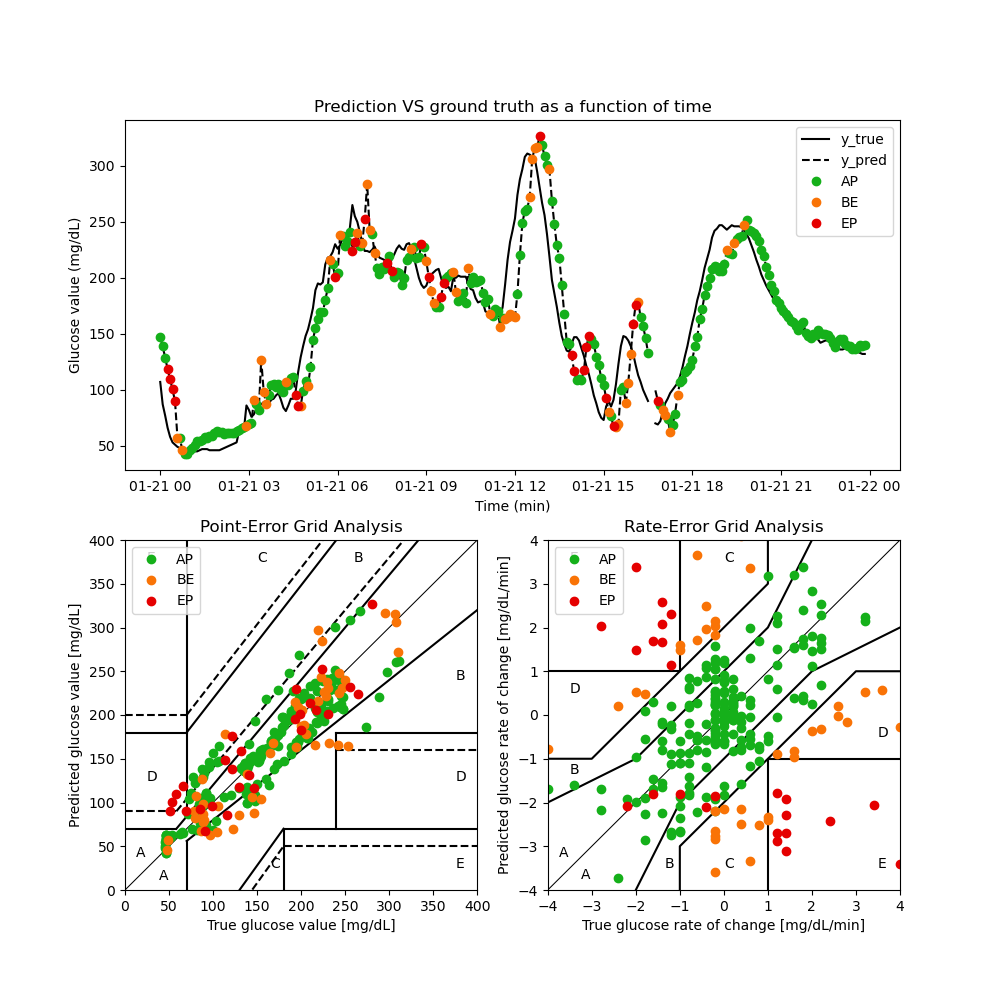 Prediction VS ground truth as a function of time
Glucose value (mg/dL)
300
250
200
150
100
50
y_true
y_pred
AP
BE
EP
01-21 00 01-21 03 01-21 06 01-21 09 01-21 12 01-21 15 01-21 18 01-21 21 01-22 00
Time (min)
Point-Error Grid Analysis
Predicted glucose value [mg/dL]
400
350
300
250
200
150
100
50
0
AP
BE
EP
C
B
B
D
D
A
A
C
E
0 50 100 150 200 250 300 350 400
True glucose value [mg/dL]
Rate-Error Grid Analysis
Predicted glucose rate of change [mg/dL/min]
4
3
2
1
0
−1
−2
−3
−4
AP
BE
EP
C
D
D
B
A
A
B
C
E
−4 −3 −2 −1 0 1 2 3 4
True glucose rate of change [mg/dL/min]